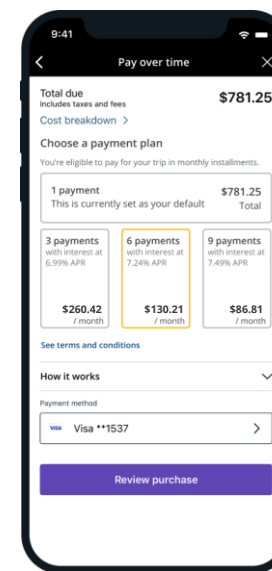 9:41
Pay over time
Total due
Includes taxes and fees
$781.25
Cost breakdown >
Choose a payment plan
You're eligible to pay for your trip in monthly installments.
1 payment
This is currently set as your default
$781.25
Total
3 payments
with interest at
6.99% APR
$260.42
/ month
6 payments
with interest at
7.24% APR
$130.21
/ month
9 payments
with interest at
7.49% APR
$86.81
/ month
See terms and conditions
How it works
Payment method
VISA Visa **1537
Review purchase